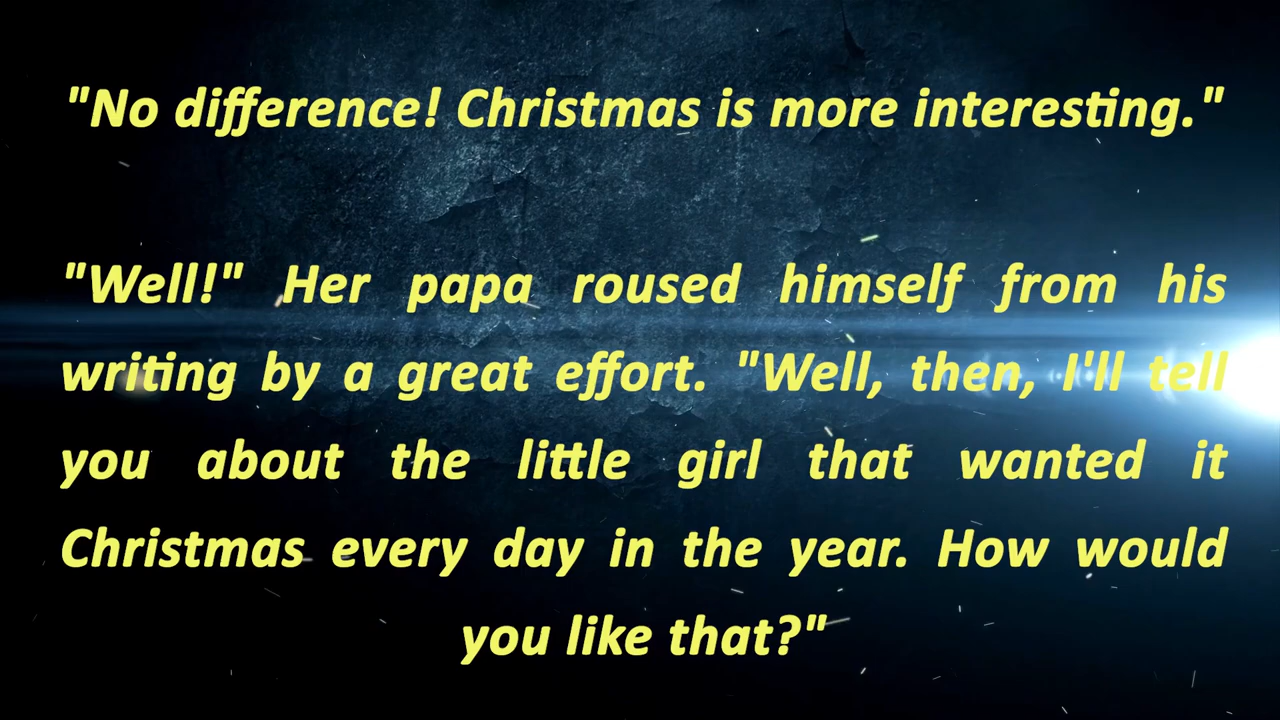 "No difference! Christmas is more interesting."
"Well!" Her papa roused himself from his
writing by a great effort. "Well, then, I'll tell
you about the little girl that wanted it
Christmas every day in the year. How would
you like that?"